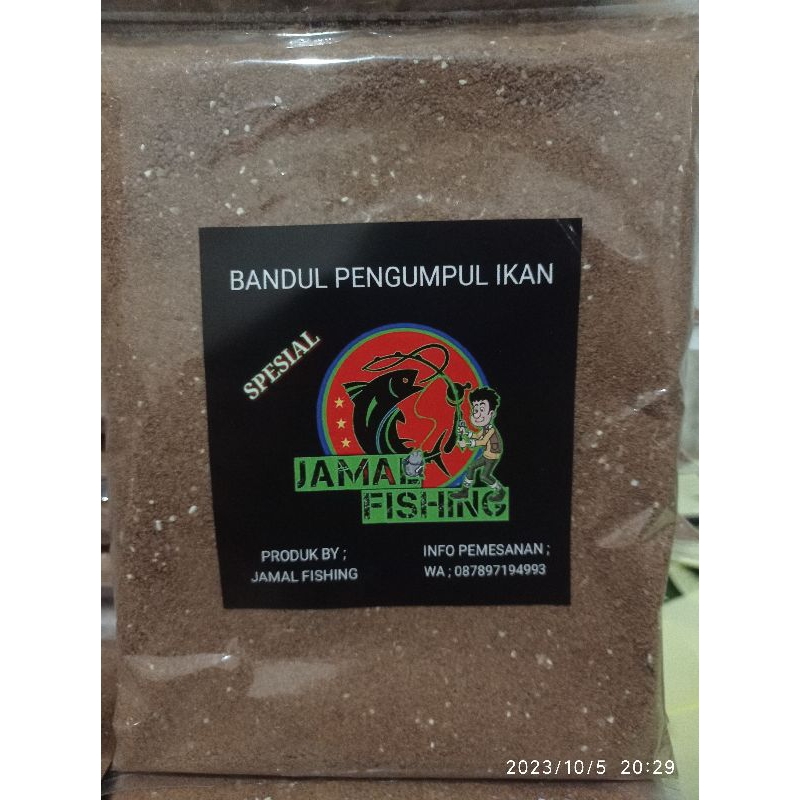 BANDUL PENGUMPUL IKAN
SPESIAL
JAMAL
FISHING
PRODUK BY ;
JAMAL FISHING
INFO PEMESANAN ;
WA ; 087897194993
2023/10/5 20:29